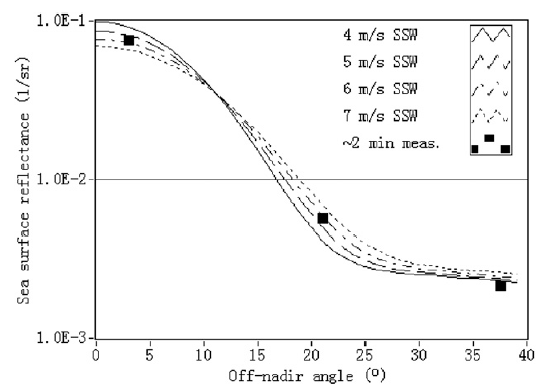 1.0E-1
1.0E-2
1.0E-3
Sea surface reflectance (1/sr)
4 m/s SSW
5 m/s SSW
6 m/s SSW
7 m/s SSW
~2 min meas.
0 5 10 15 20 25 30 35 40
Off-nadir angle (º)